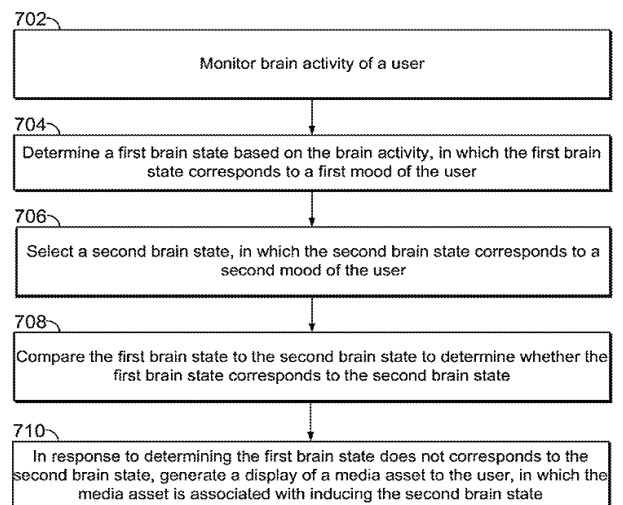 702
Monitor brain activity of a user
704
Determine a first brain state based on the brain activity, in which the first brain
state corresponds to a first mood of the user
706
Select a second brain state, in which the second brain state corresponds to a
second mood of the user
708
Compare the first brain state to the second brain state to determine whether the
first brain state corresponds to the second brain state
710
In response to determining the first brain state does not corresponds to the
second brain state, generate a display of a media asset to the user, in which the
media asset is associated with inducing the second brain state